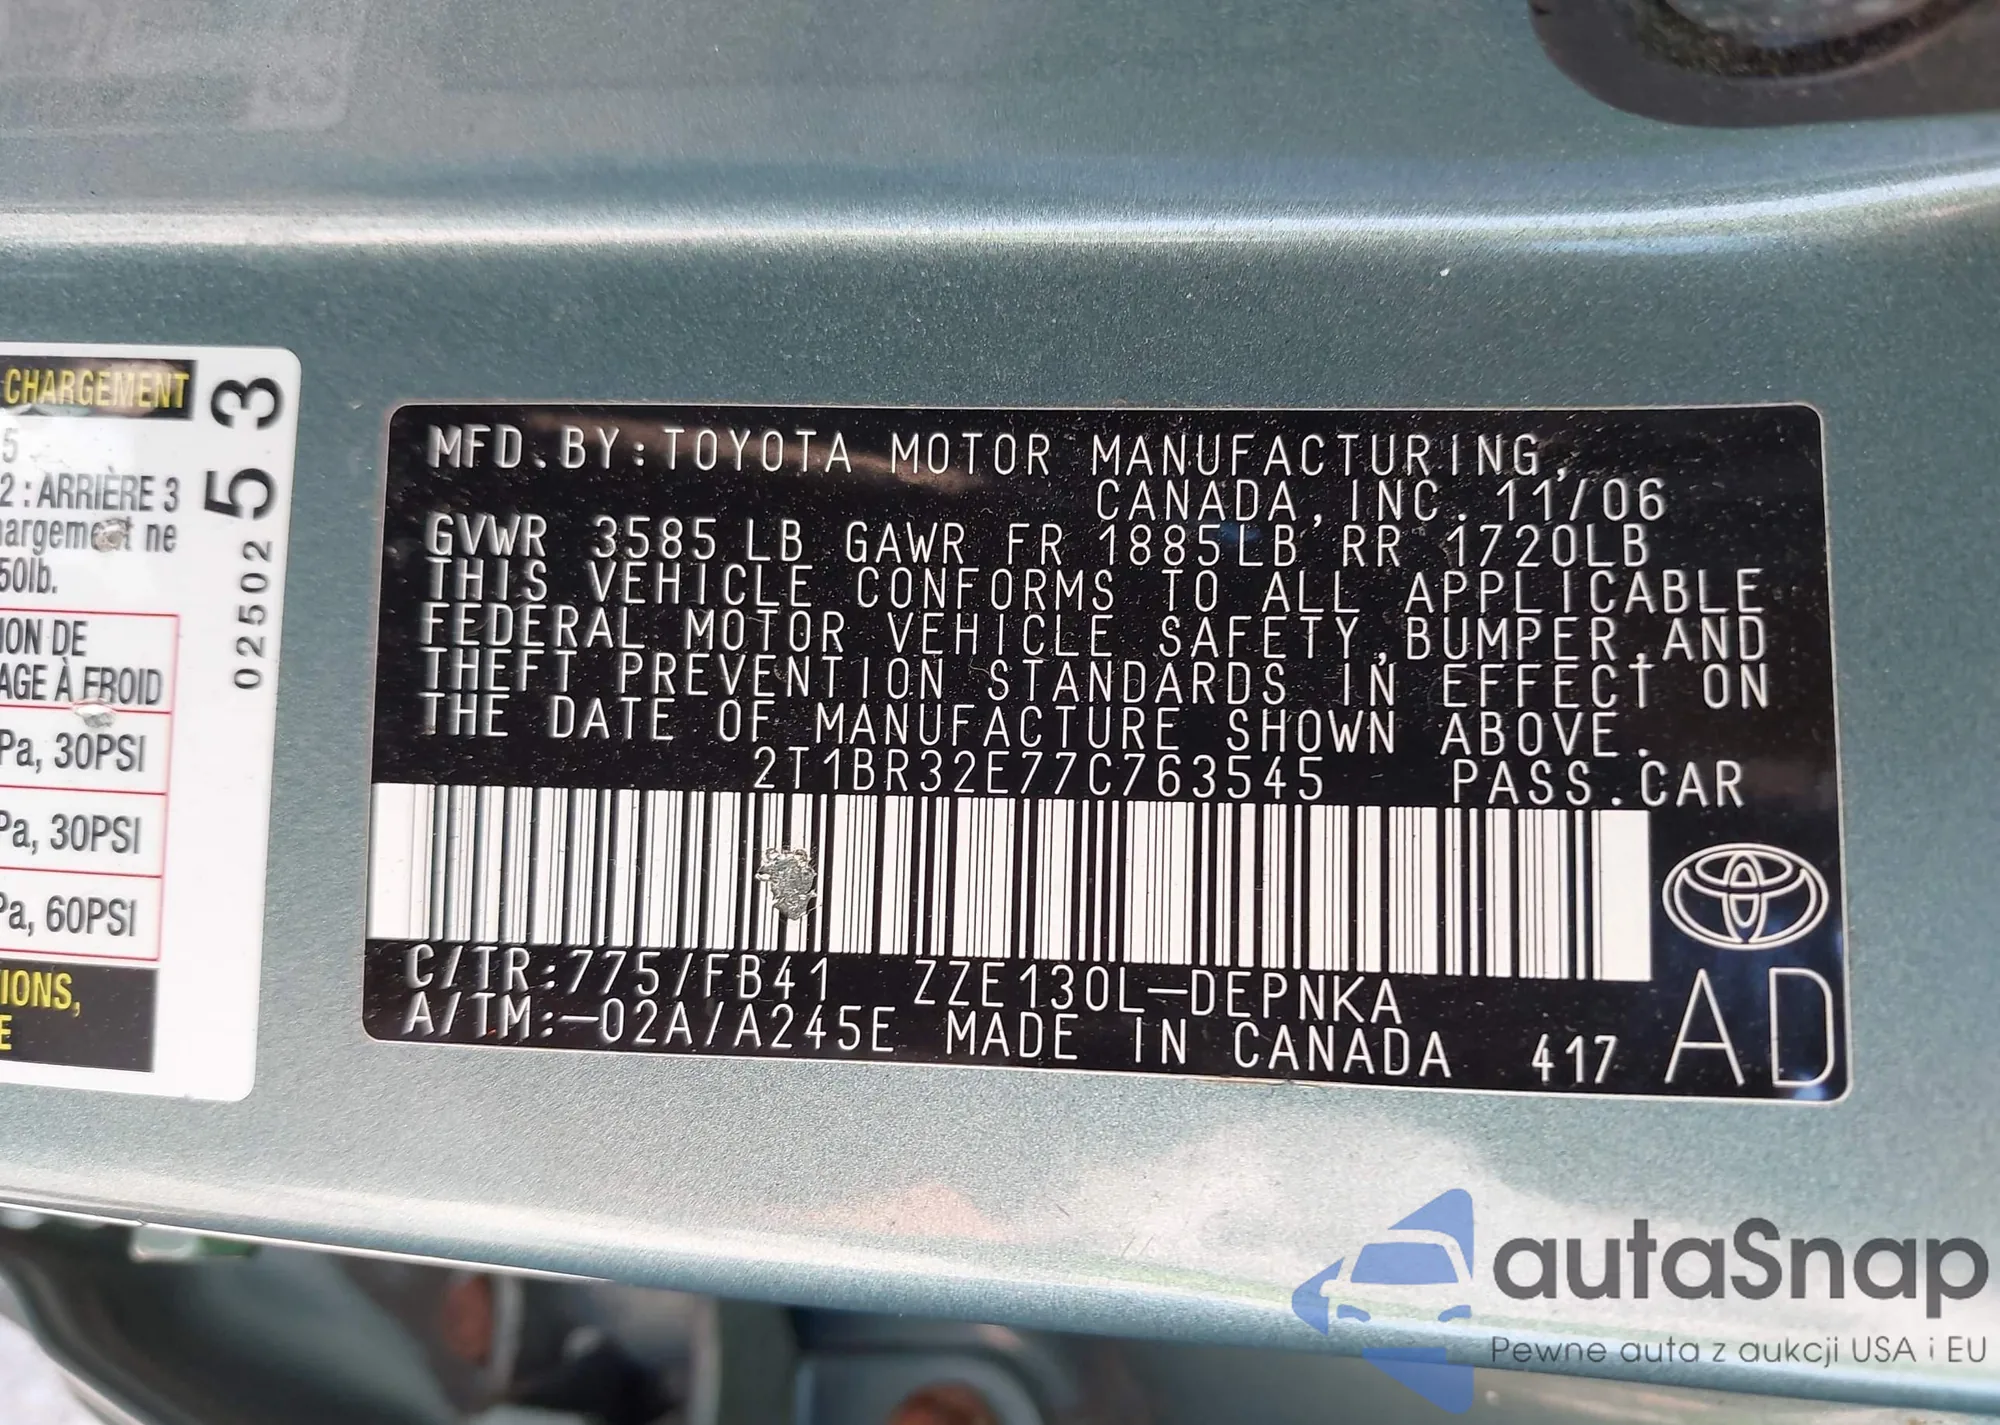 CHARGEMENT
5
2 : ARRIÈRE 3
ne
50lb.
ION DE
AGE À FROID
Pa, 30PSI
Pa, 30PSI
Pa, 60PSI
IONS,
E
02502 5 3
MFD.BY:TOYOTA MOTOR MANUFACTURING,
CANADA, INC. 11/06
GVWR 3585 LB GAWR FR 1885LB RR 1720LB
THIS VEHICLE CONFORMS TO ALL APPLICABLE
FEDERAL MOTOR VEHICLE SAFETY,BUMPER,AND
THEFT PREVENTION STANDARDS IN EFFECT ON
THE DATE OF MANUFACTURE SHOWN ABOVE.
2T1BR32E77C763545 PASS.CAR
C/TR:775/FB41 ZZE130L-DEPNKA
A/TM:-02A/A245E MADE IN CANADA 417 AD
autaSnap
Pewne auta z aukcji USA i EU